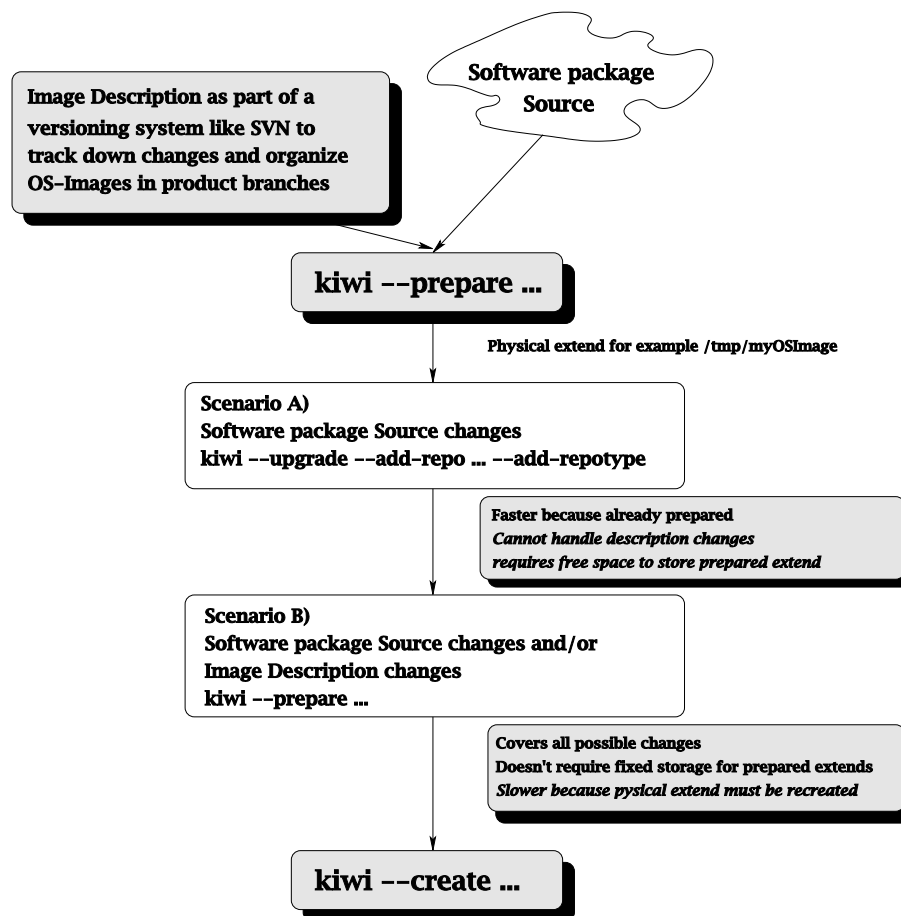 Software package
Source
Image Description as part of a
versioning system like SVN to
track down changes and organize
OS-Images in product branches
kiwi --prepare ...
Physical extend for example /tmp/myOSImage
Scenario A)
Software package Source changes
kiwi --upgrade --add-repo ... --add-repotype
Faster because already prepared
Cannot handle description changes
requires free space to store prepared extend
Scenario B)
Software package Source changes and/or
Image Description changes
kiwi --prepare ...
Covers all possible changes
Doesn't require fixed storage for prepared extends
Slower because pysical extend must be recreated
kiwi --create ...